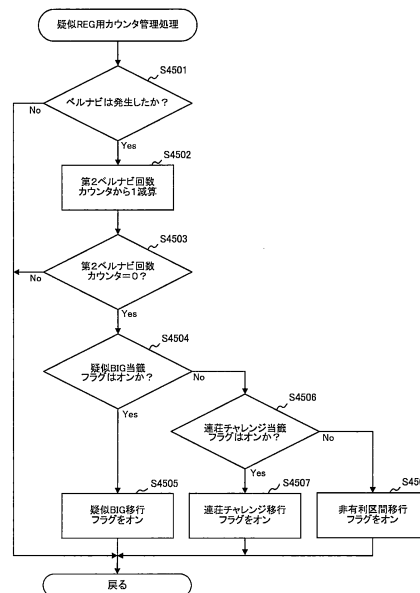 疑似REG用カウンタ管理処理
S4501
ベルナビは発生したか？
No
Yes
S4502
第2ベルナビ回数
カウンタから1減算
S4503
第2ベルナビ回数
カウンタ=0？
No
Yes
S4504
疑似BIG当籤
フラグはオンか？
No
Yes
S4506
連荘チャレンジ当籤
フラグはオンか？
No
Yes
S4505
疑似BIG移行
フラグをオン
S4507
連荘チャレンジ移行
フラグをオン
非有利区間移行
フラグをオン
戻る